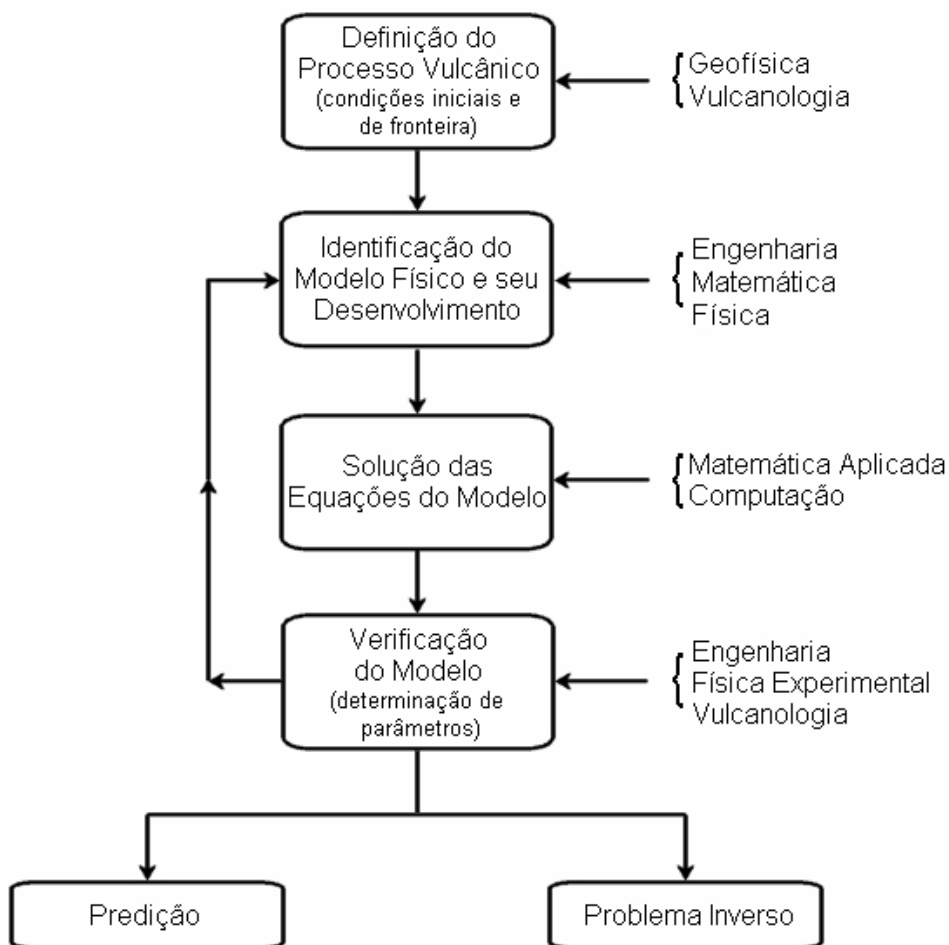 Definição do
Processo Vulcânico
(condições iniciais e
de fronteira)
Geofísica
Vulcanologia
Identificação do
Modelo Físico e seu
Desenvolvimento
Engenharia
Matemática
Física
Solução das
Equações do Modelo
Matemática Aplicada
Computação
Verificação
do Modelo
(determinação de
parâmetros)
Engenharia
Física Experimental
Vulcanologia
Predição
Problema Inverso